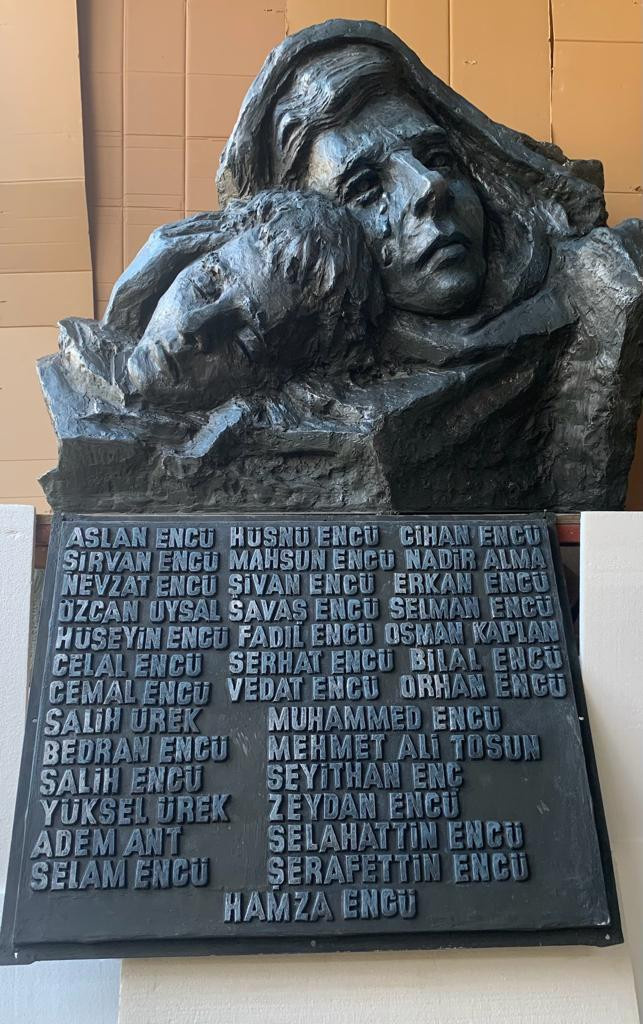 ASLAN ENCÜ HÜSNÜ ENCÜ CİHAN ENCÜ
ŞİRVAN ENCÜ MAHSUN ENCÜ NADİR ALMA
NEVZAT ENCÜ ŞİVAN ENCÜ ERKAN ENCÜ
ÖZCAN UYSAL SAVAŞ ENCÜ SELMAN ENCÜ
HÜSEYİN ENCÜ FADIL ENCÜ OSMAN KAPLAN
CELAL ENCÜ SERHAT ENCÜ BİLAL ENCÜ
CEMAL ENCÜ VEDAT ENCÜ ORHAN ENCÜ
SALİH ÜREK MUHAMMED ENCÜ
BEDRAN ENCÜ MEHMET ALİ TOSUN
SALİH ENCÜ SEYİTHAN ENC
YÜKSEL ÜREK ZEYDAN ENCÜ
ADEM ANT SELAHATTİN ENCÜ
SELAM ENCÜ ŞERAFETTİN ENCÜ
HAMZA ENCÜ